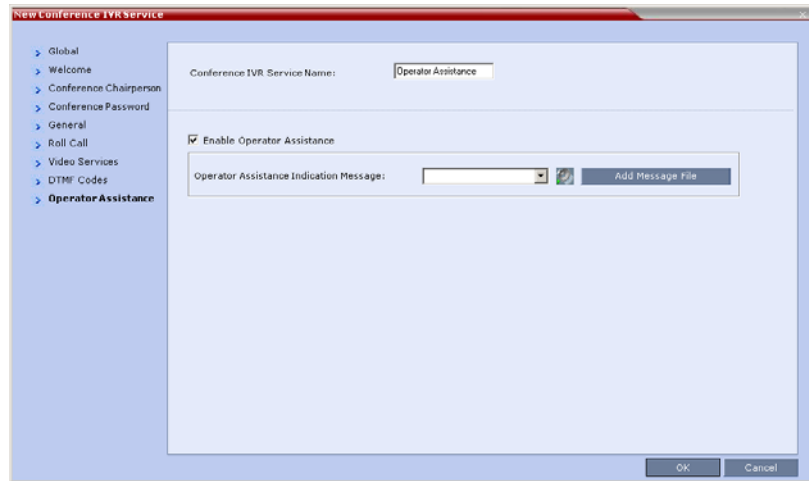 New Conference IVR Service
Global
Welcome
Conference Chairperson
Conference Password
General
Roll Call
Video Services
DTMF Codes
Operator Assistance
Conference IVR Service Name: Operator Assistance
Enable Operator Assistance
Operator Assistance Indication Message: Add Message File
OK Cancel